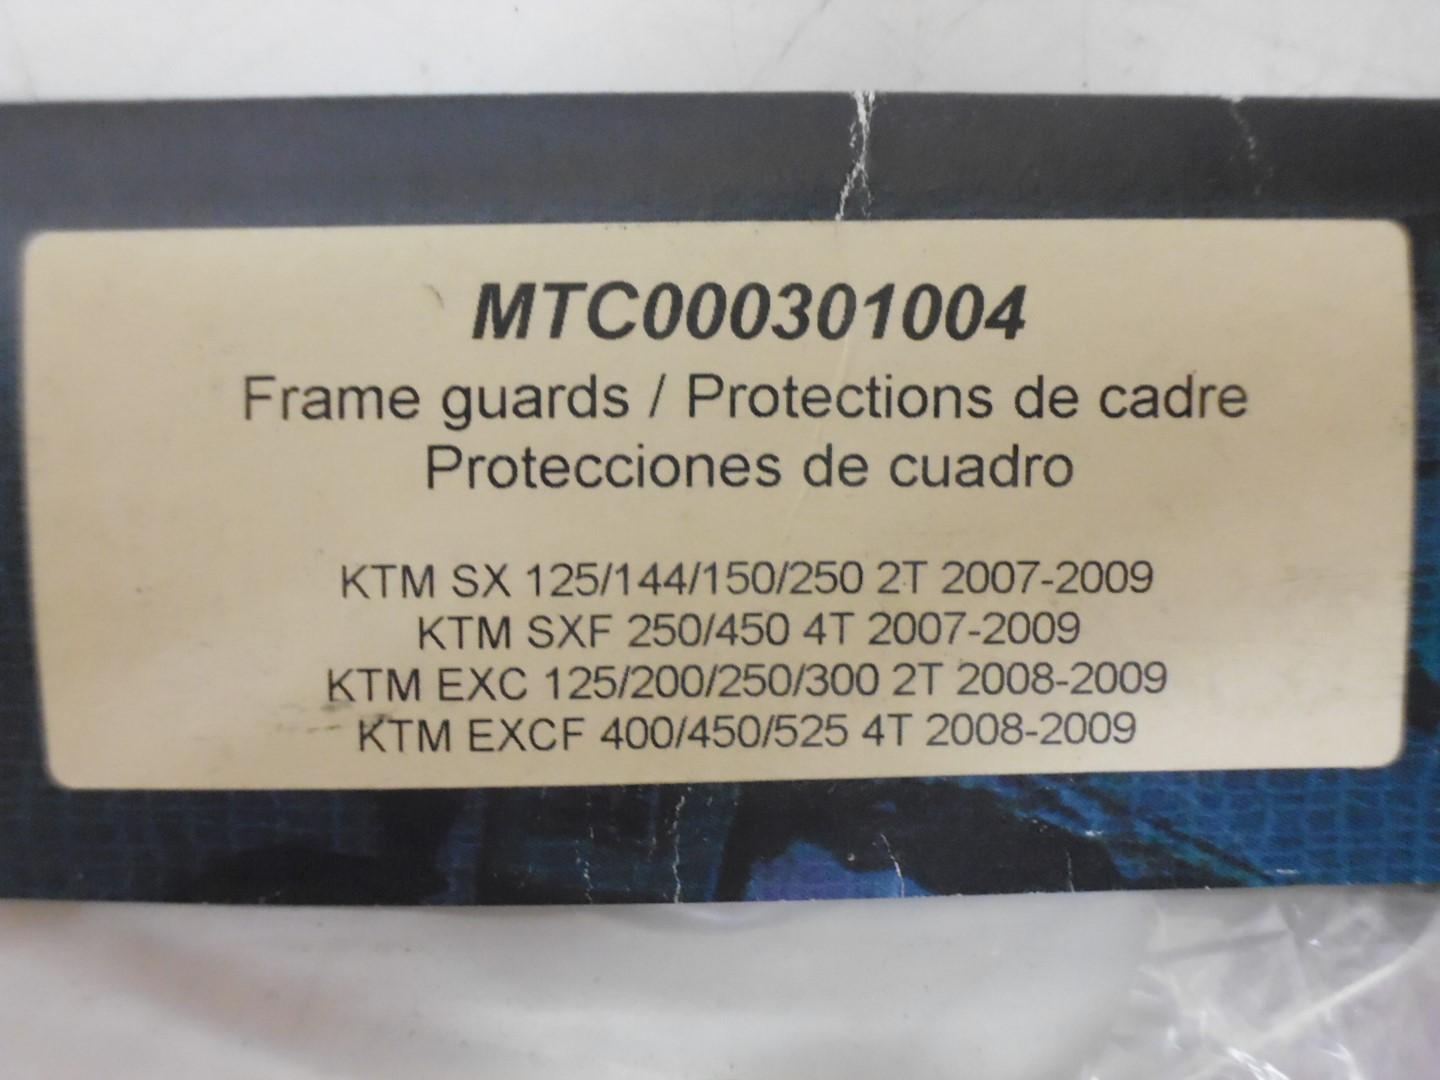 MTC000301004
Frame guards / Protections de cadre
Protecciones de cuadro
KTM SX 125/144/150/250 2T 2007-2009
KTM SXF 250/450 4T 2007-2009
KTM EXC 125/200/250/300 2T 2008-2009
KTM EXCF 400/450/525 4T 2008-2009